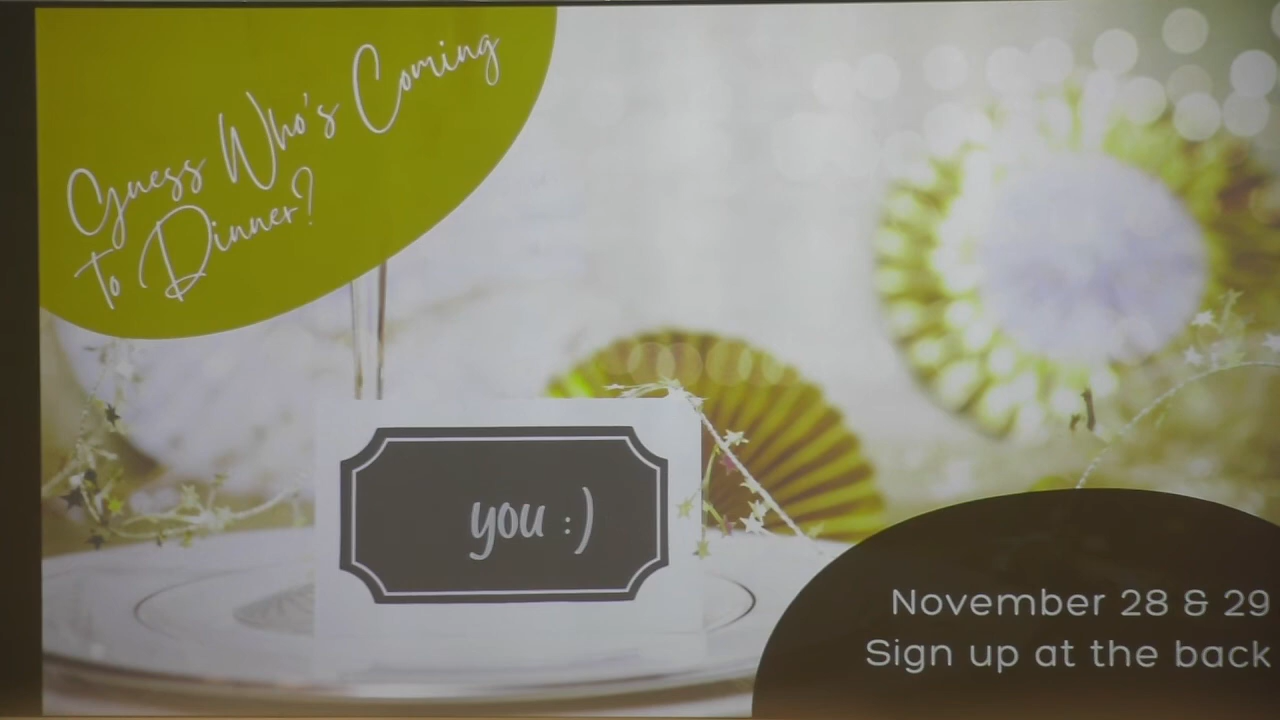 Guess Who's Coming
To Dinner?
you :)
November 28 & 29
Sign up at the back